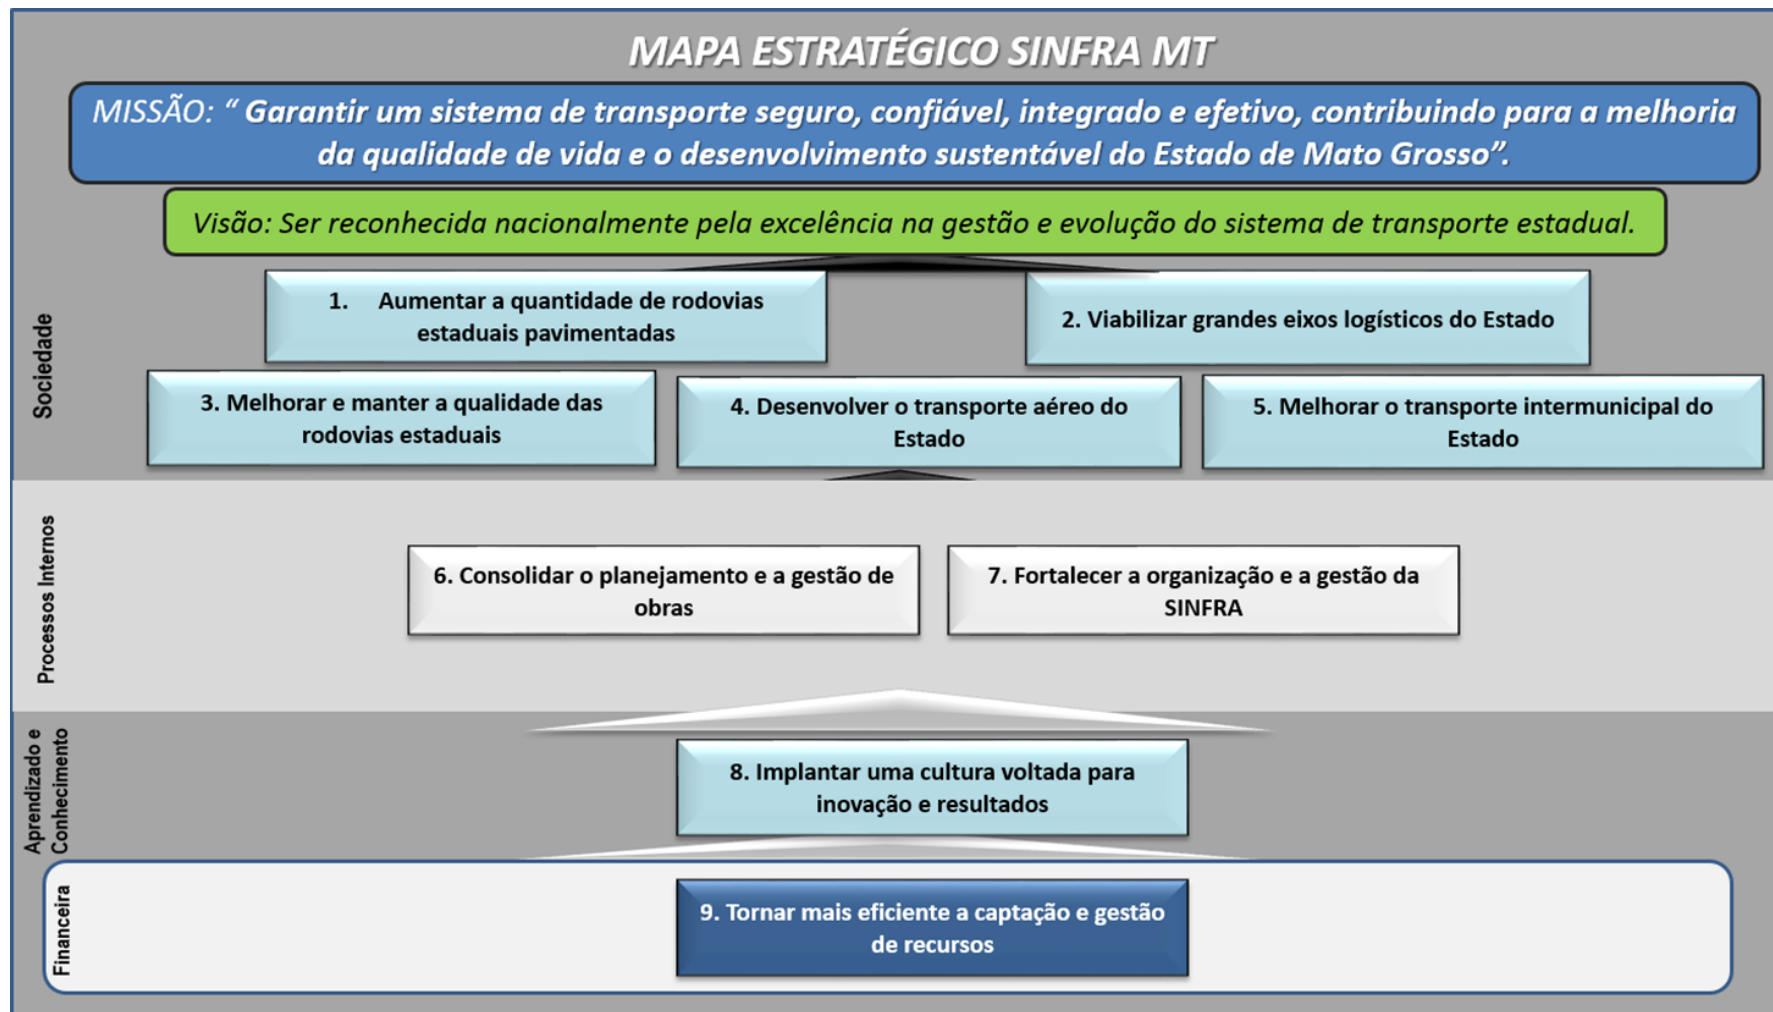 MAPA ESTRATÉGICO SINFRA MT
MISSÃO: “ Garantir um sistema de transporte seguro, confiável, integrado e efetivo, contribuindo para a melhoria
da qualidade de vida e o desenvolvimento sustentável do Estado de Mato Grosso”.
Visão: Ser reconhecida nacionalmente pela excelência na gestão e evolução do sistema de transporte estadual.
Sociedade
1. Aumentar a quantidade de rodovias
estaduais pavimentadas
2. Viabilizar grandes eixos logísticos do Estado
3. Melhorar e manter a qualidade das
rodovias estaduais
4. Desenvolver o transporte aéreo do
Estado
5. Melhorar o transporte intermunicipal do
Estado
Processos Internos
6. Consolidar o planejamento e a gestão de
obras
7. Fortalecer a organização e a gestão da
SINFRA
Aprendizado e
Conhecimento
8. Implantar uma cultura voltada para
inovação e resultados
Financeira
9. Tornar mais eficiente a captação e gestão
de recursos